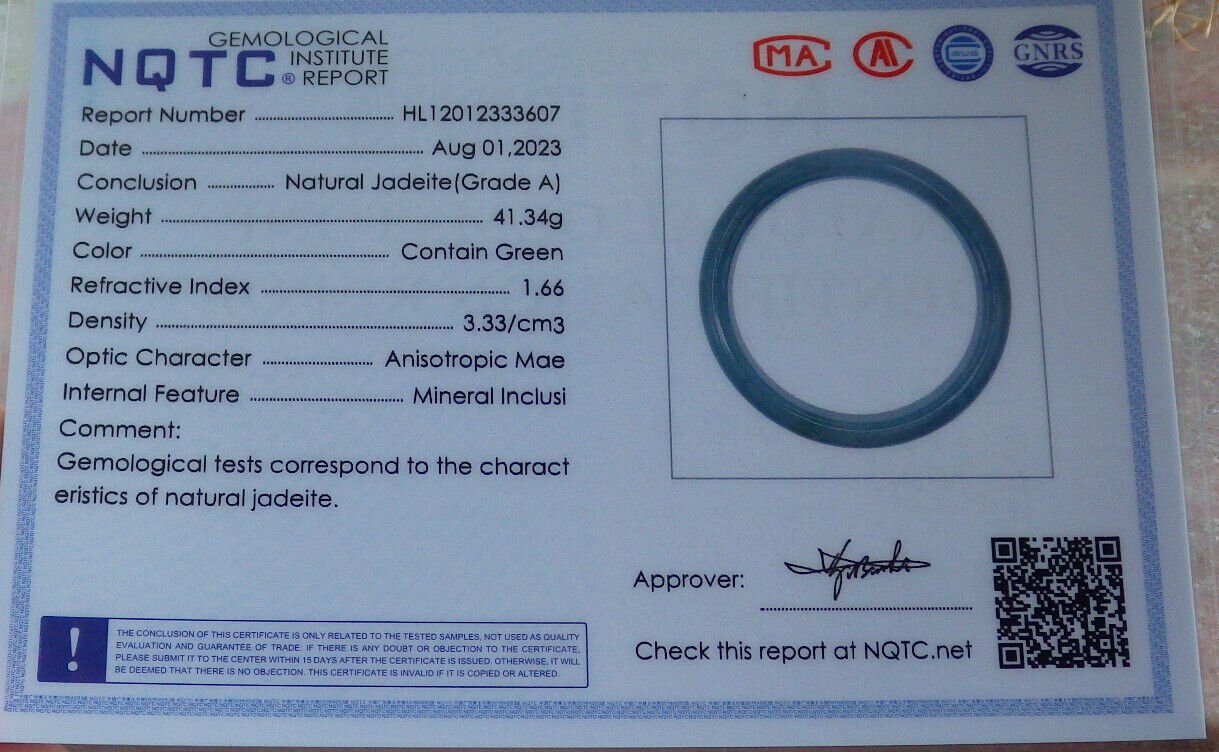 NQTC® GEMOLOGICAL INSTITUTE REPORT
MA
GNRS
Report Number HL12012333607
Date Aug 01,2023
Conclusion Natural Jadeite(Grade A)
Weight 41.34g
Color Contain Green
Refractive Index 1.66
Density 3.33/cm3
Optic Character Anisotropic Mae
Internal Feature Mineral Inclusi
Comment:
Gemological tests correspond to the charact
eristics of natural jadeite.
Approver:
Check this report at NQTC.net
!
THE CONCLUSION OF THIS CERTIFICATE IS ONLY RELATED TO THE TESTED SAMPLES, NOT USED AS QUALITY
EVALUATION AND GUARANTEE OF TRADE; IF THERE IS ANY DOUBT OR OBJECTION TO THE CERTIFICATE,
PLEASE SUBMIT IT TO THE CENTER WITHIN 15 DAYS AFTER THE CERTIFICATE IS ISSUED. OTHERWISE, IT WILL
BE DEEMED THAT THERE IS NO OBJECTION. THIS CERTIFICATE IS INVALID IF IT IS COPIED OR ALTERED.